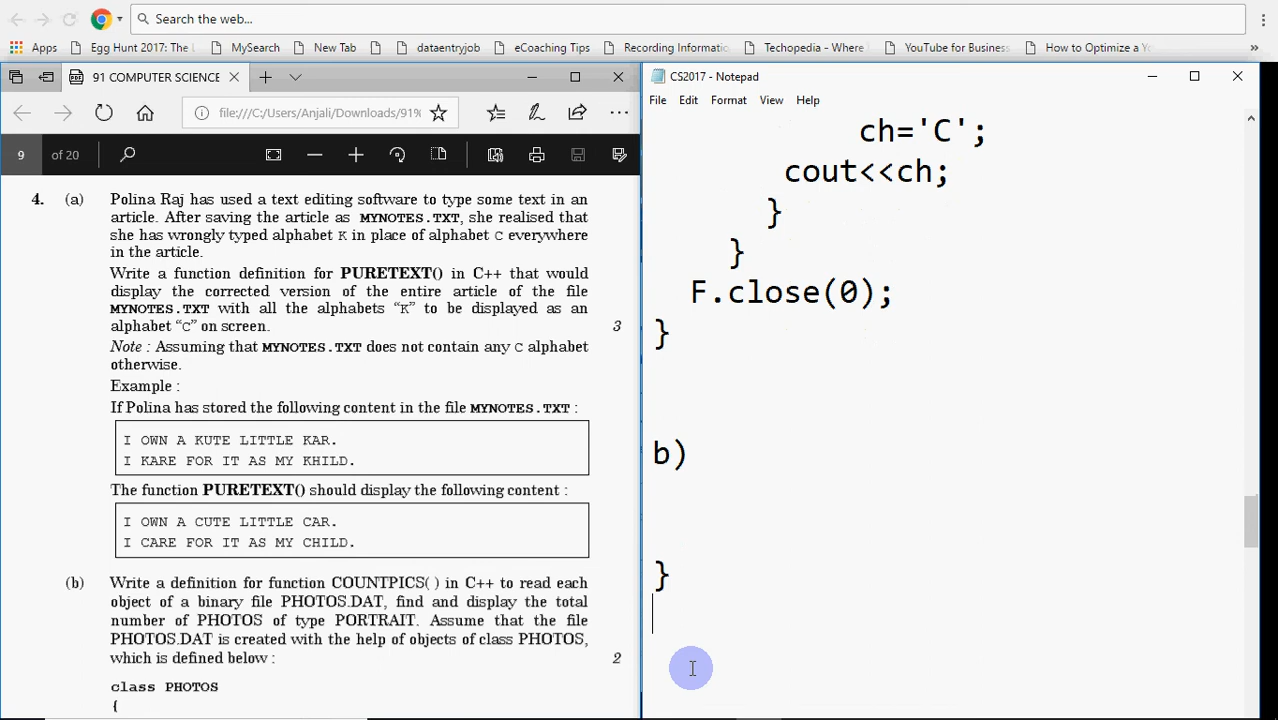 Search the web...
Apps Egg Hunt 2017: The L MySearch New Tab dataentryjob eCoaching Tips Recording Informatio Techopedia - Where YouTube for Business How to Optimize a Yo »
91 COMPUTER SCIENCE
file:///C:/Users/Anjali/Downloads/91%
9 of 20
4. (a) Polina Raj has used a text editing software to type some text in an
article. After saving the article as MYNOTES.TXT, she realised that
she has wrongly typed alphabet K in place of alphabet C everywhere
in the article.
Write a function definition for PURETEXT() in C++ that would
display the corrected version of the entire article of the file
MYNOTES.TXT with all the alphabets “K” to be displayed as an
alphabet “C” on screen. 3
Note : Assuming that MYNOTES.TXT does not contain any C alphabet
otherwise.
Example :
If Polina has stored the following content in the file MYNOTES.TXT :
I OWN A KUTE LITTLE KAR.
I KARE FOR IT AS MY KHILD.
The function PURETEXT() should display the following content :
I OWN A CUTE LITTLE CAR.
I CARE FOR IT AS MY CHILD.
(b) Write a definition for function COUNTPICS( ) in C++ to read each
object of a binary file PHOTOS.DAT, find and display the total
number of PHOTOS of type PORTRAIT. Assume that the file
PHOTOS.DAT is created with the help of objects of class PHOTOS,
which is defined below : 2
class PHOTOS
{
CS2017 - Notepad
File Edit Format View Help
ch='C';
cout<<ch;
}
}
F.close(0);
}
b)
}